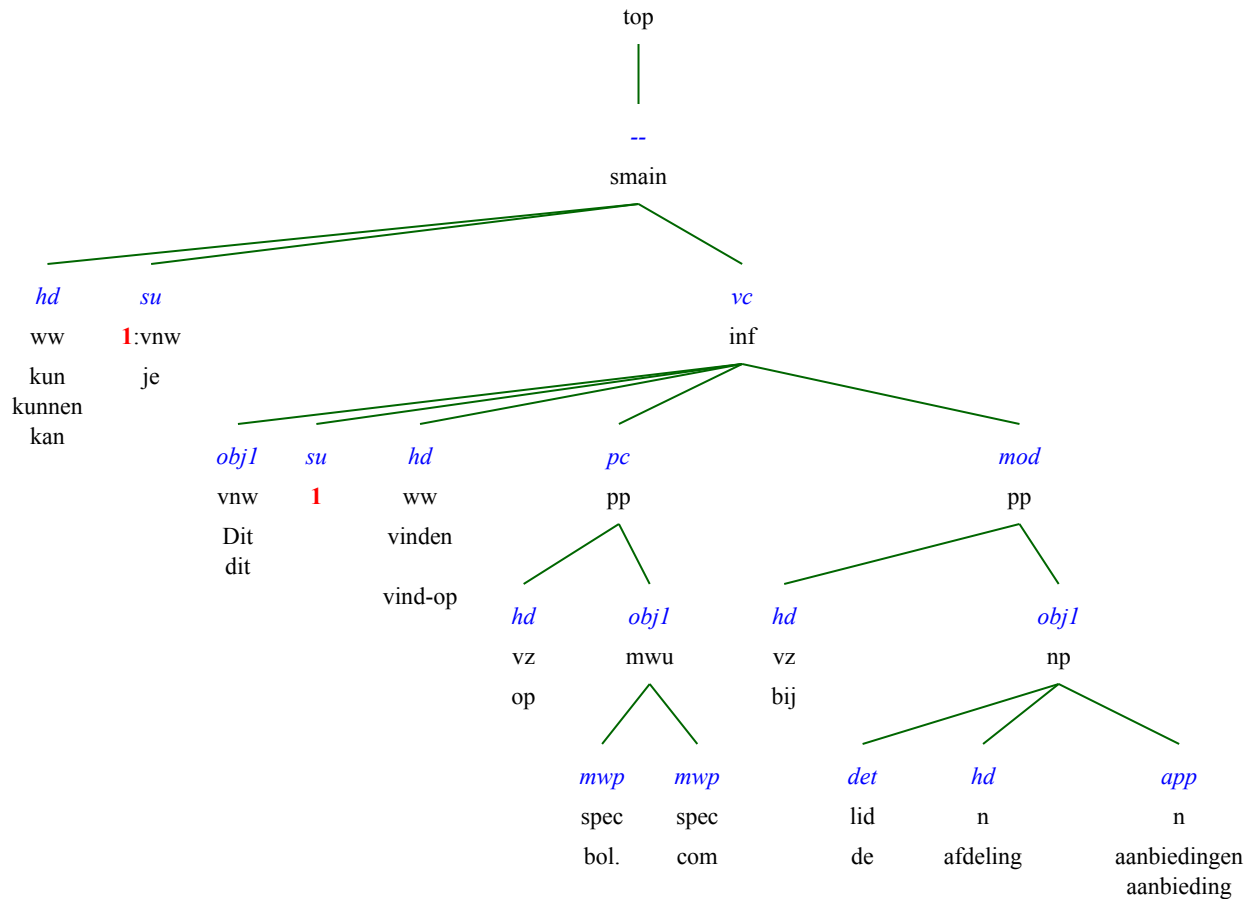 top
--
smain
hd su vc
ww 1:vnw inf
kun je
kunnen
kan
obj1 su hd pc mod
vnw 1 ww pp pp
Dit vinden
dit
vind-op
hd obj1 hd obj1
vz mwu vz np
op bij
mwp mwp det hd app
spec spec lid n n
bol. com de afdeling aanbiedingen
aanbieding